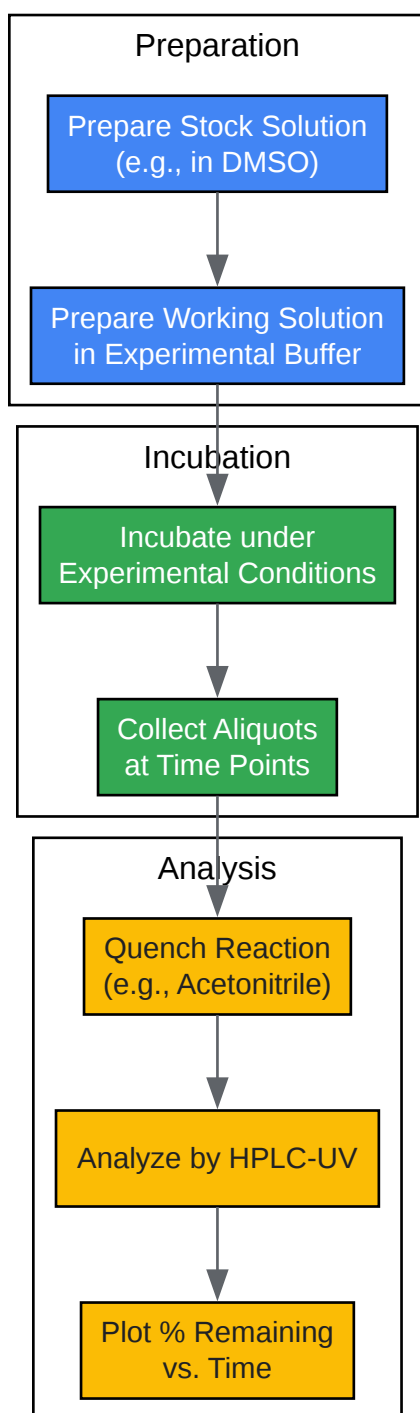 Preparation
Prepare Stock Solution
(e.g., in DMSO)
Prepare Working Solution
in Experimental Buffer
Incubation
Incubate under
Experimental Conditions
Collect Aliquots
at Time Points
Analysis
Quench Reaction
(e.g., Acetonitrile)
Analyze by HPLC-UV
Plot % Remaining
vs. Time